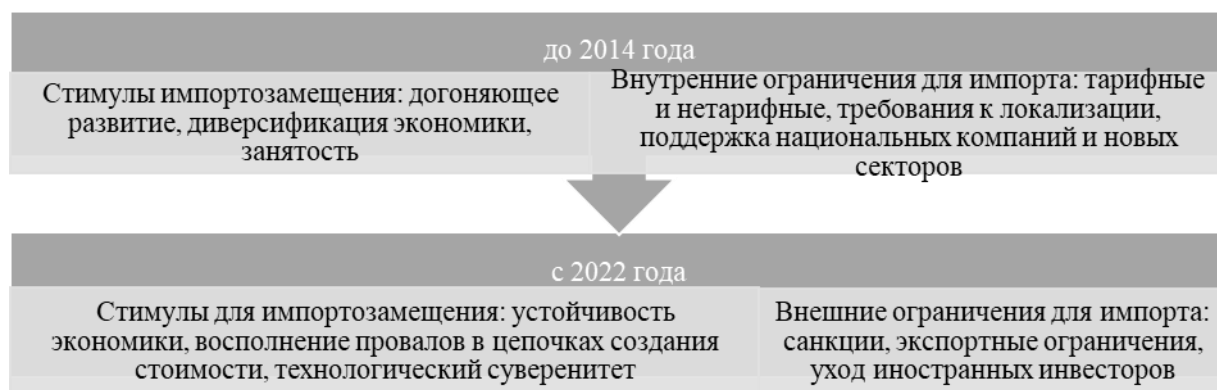 до 2014 года
Стимулы импортозамещения: догоняющее
развитие, диверсификация экономики,
занятость
Внутренние ограничения для импорта: тарифные
и нетарифные, требования к локализации,
поддержка национальных компаний и новых
секторов
с 2022 года
Стимулы для импортозамещения: устойчивость
экономики, восполнение провалов в цепочках создания
стоимости, технологический суверенитет
Внешние ограничения для импорта:
санкции, экспортные ограничения,
уход иностранных инвесторов